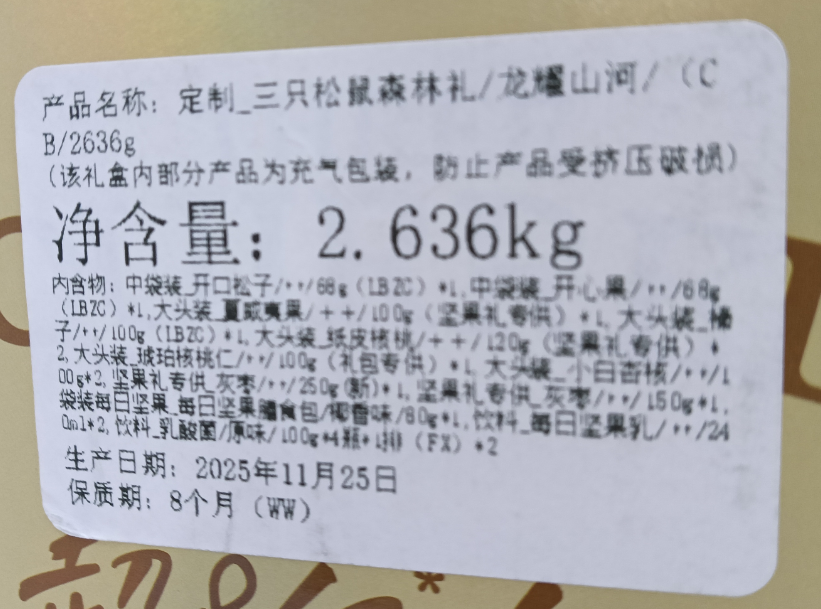 产品名称：定制_三只松鼠森林礼/龙耀山河/（C
B/2636g
（该礼盒内部分产品为充气包装，防止产品受挤压破损）
净含量：2.636kg
内含物：中袋装_开口松子/**/68g（LBZC）*1,中袋装_开心果/**/68g
（LBZC）*1,大头装_夏威夷果/++/100g（坚果礼专供）*1,大头装_榛
子/**/100g（LBZC）*1,大头装_纸皮核桃/++/120g（坚果礼专供）*
2,大头装_琥珀核桃仁/**/100g（礼包专供）*1,大头装_小白杏核/**/1
00g*2,坚果礼专供_灰枣/**/250g(新)*1,坚果礼专供_灰枣/**/150g*1,
袋装每日坚果_每日坚果膳食包/椰香味/80g*1,饮料_每日坚果乳/**/24
0ml*2,饮料_乳酸菌/原味/100g*4瓶*1排（FX）*2
生产日期：2025年11月25日
保质期：8个月（WW）